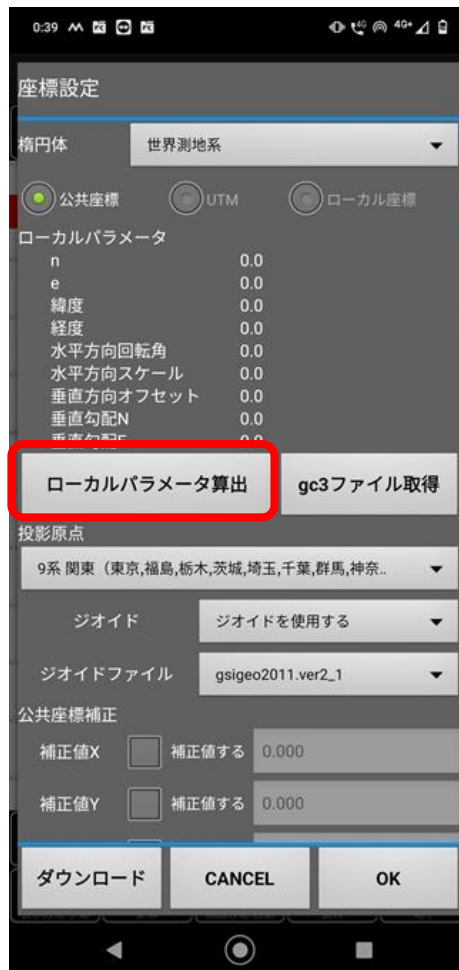 0:39
4G 4G+
座標設定
楕円体 世界測地系
公共座標 UTM ローカル座標
ローカルパラメータ
n 0.0
e 0.0
緯度 0.0
経度 0.0
水平方向回転角 0.0
水平方向スケール 0.0
垂直方向オフセット 0.0
垂直勾配N 0.0
垂直勾配E 0.0
ローカルパラメータ算出 gc3ファイル取得
投影原点
9系 関東（東京,福島,栃木,茨城,埼玉,千葉,群馬,神奈..
ジオイド ジオイドを使用する
ジオイドファイル gsigeo2011.ver2_1
公共座標補正
補正値X 補正値する 0.000
補正値Y 補正値する 0.000
ダウンロード CANCEL OK